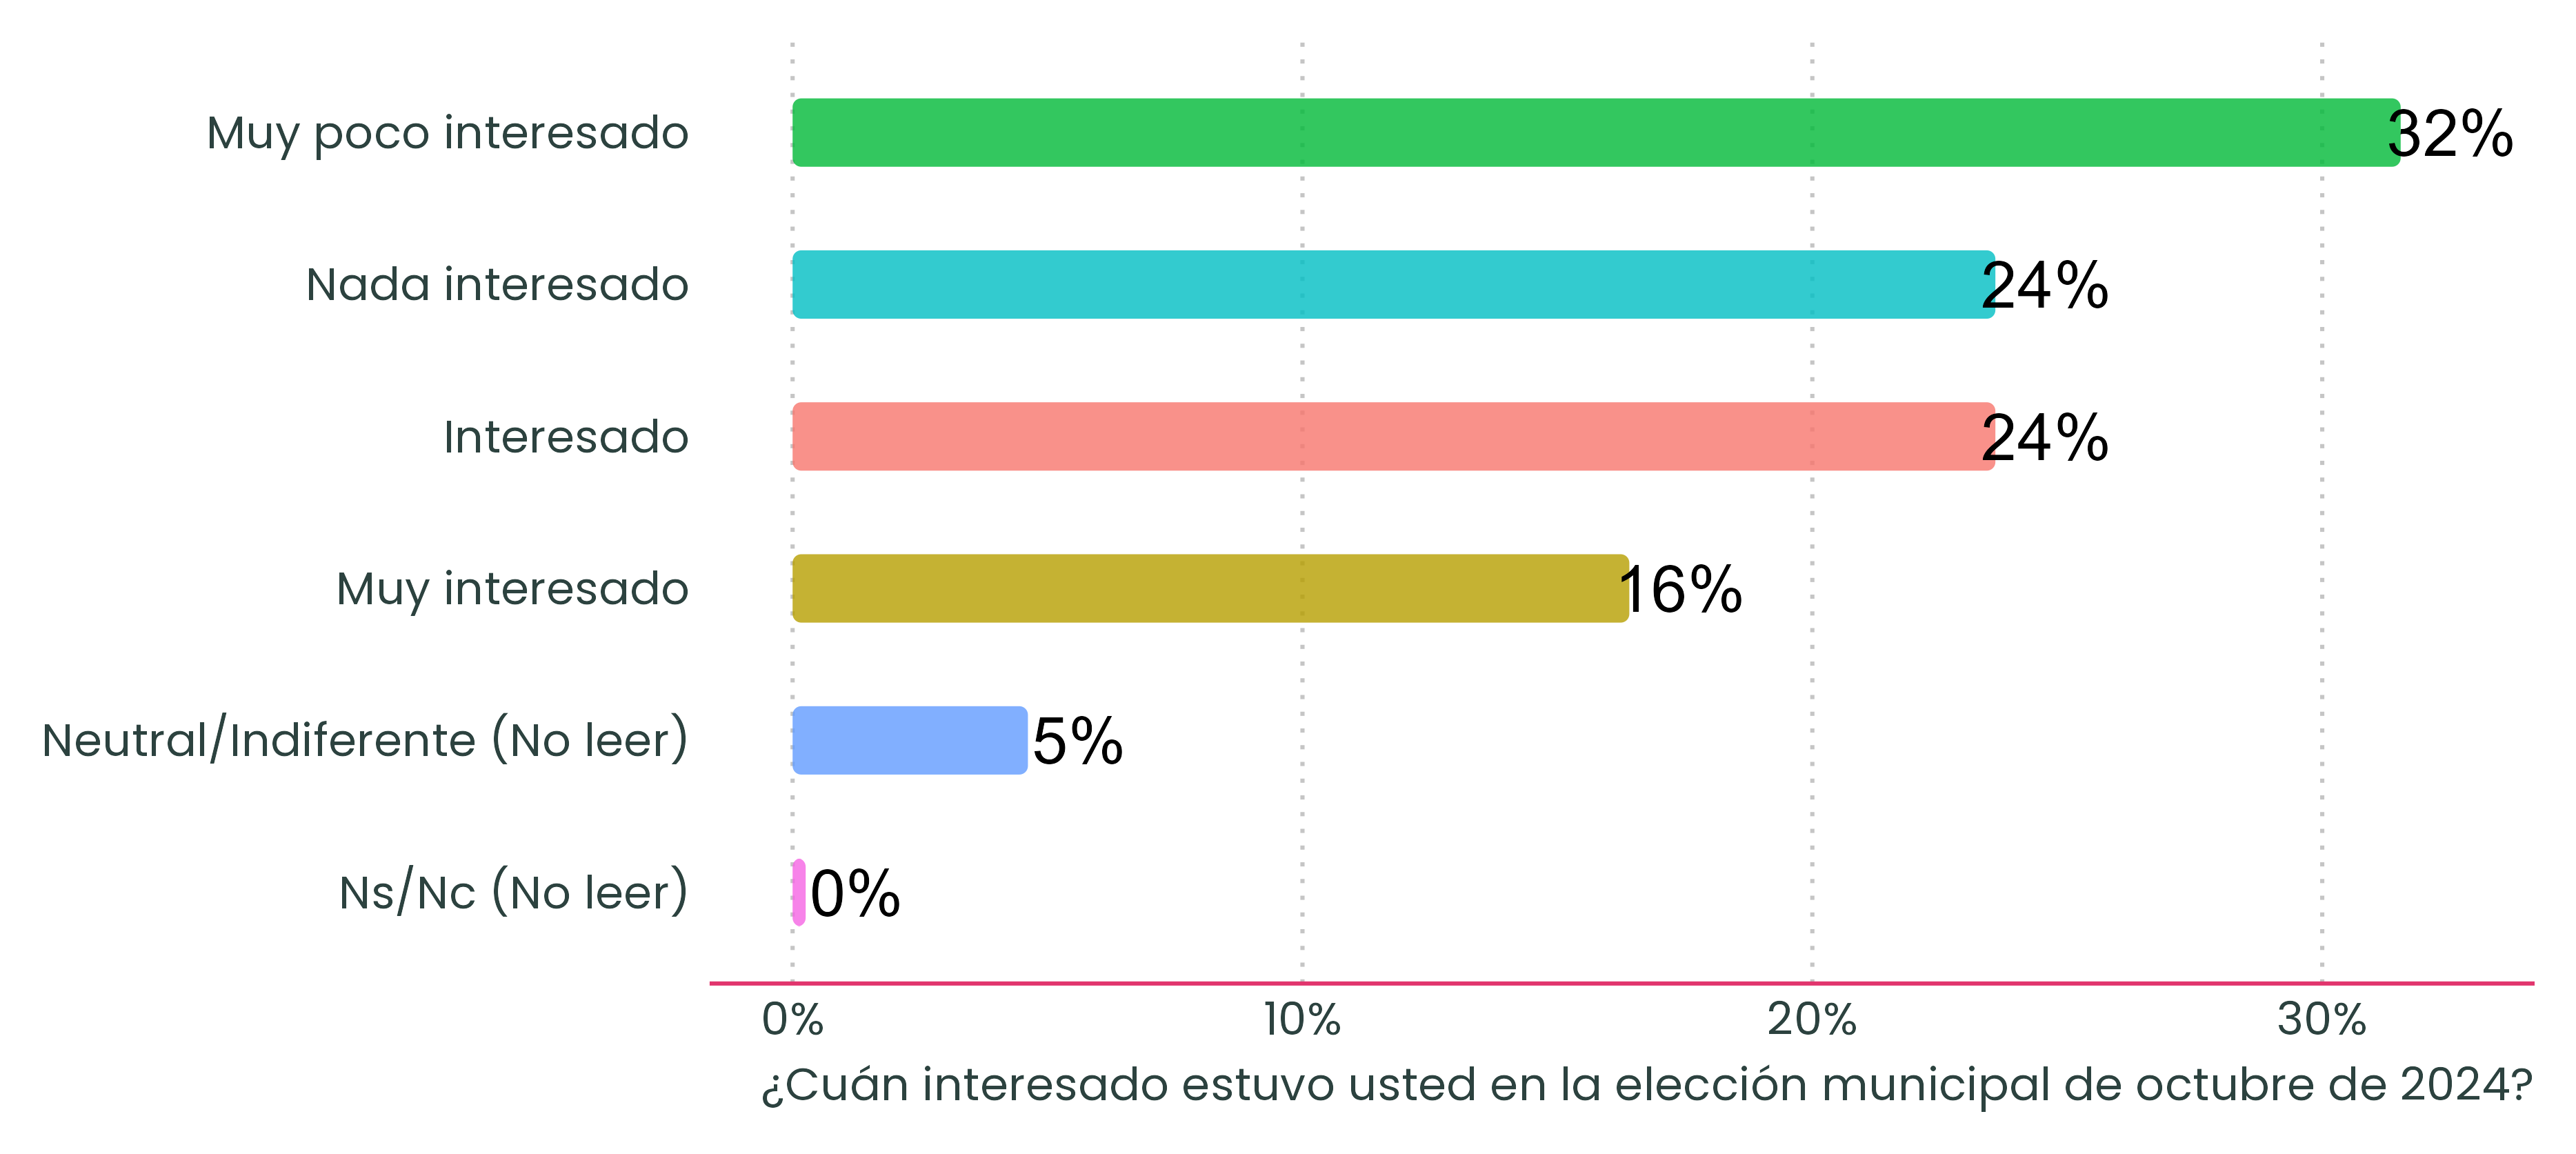 Muy poco interesado 32%
Nada interesado 24%
Interesado 24%
Muy interesado 16%
Neutral/Indiferente (No leer) 5%
Ns/Nc (No leer) 0%
0% 10% 20% 30%
¿Cuán interesado estuvo usted en la elección municipal de octubre de 2024?